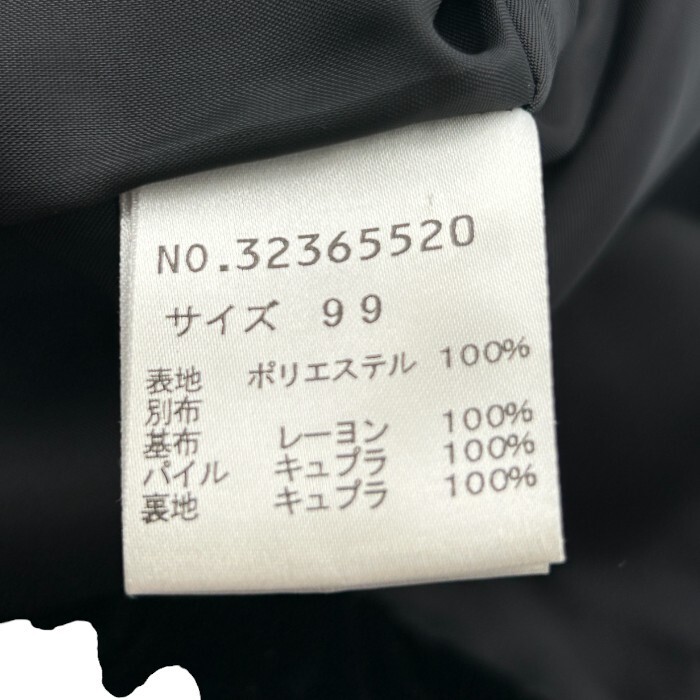 NO.32365520
サイズ 99
表地 ポリエステル 100%
別布
基布 レーヨン 100%
パイル キュプラ 100%
裏地 キュプラ 100%